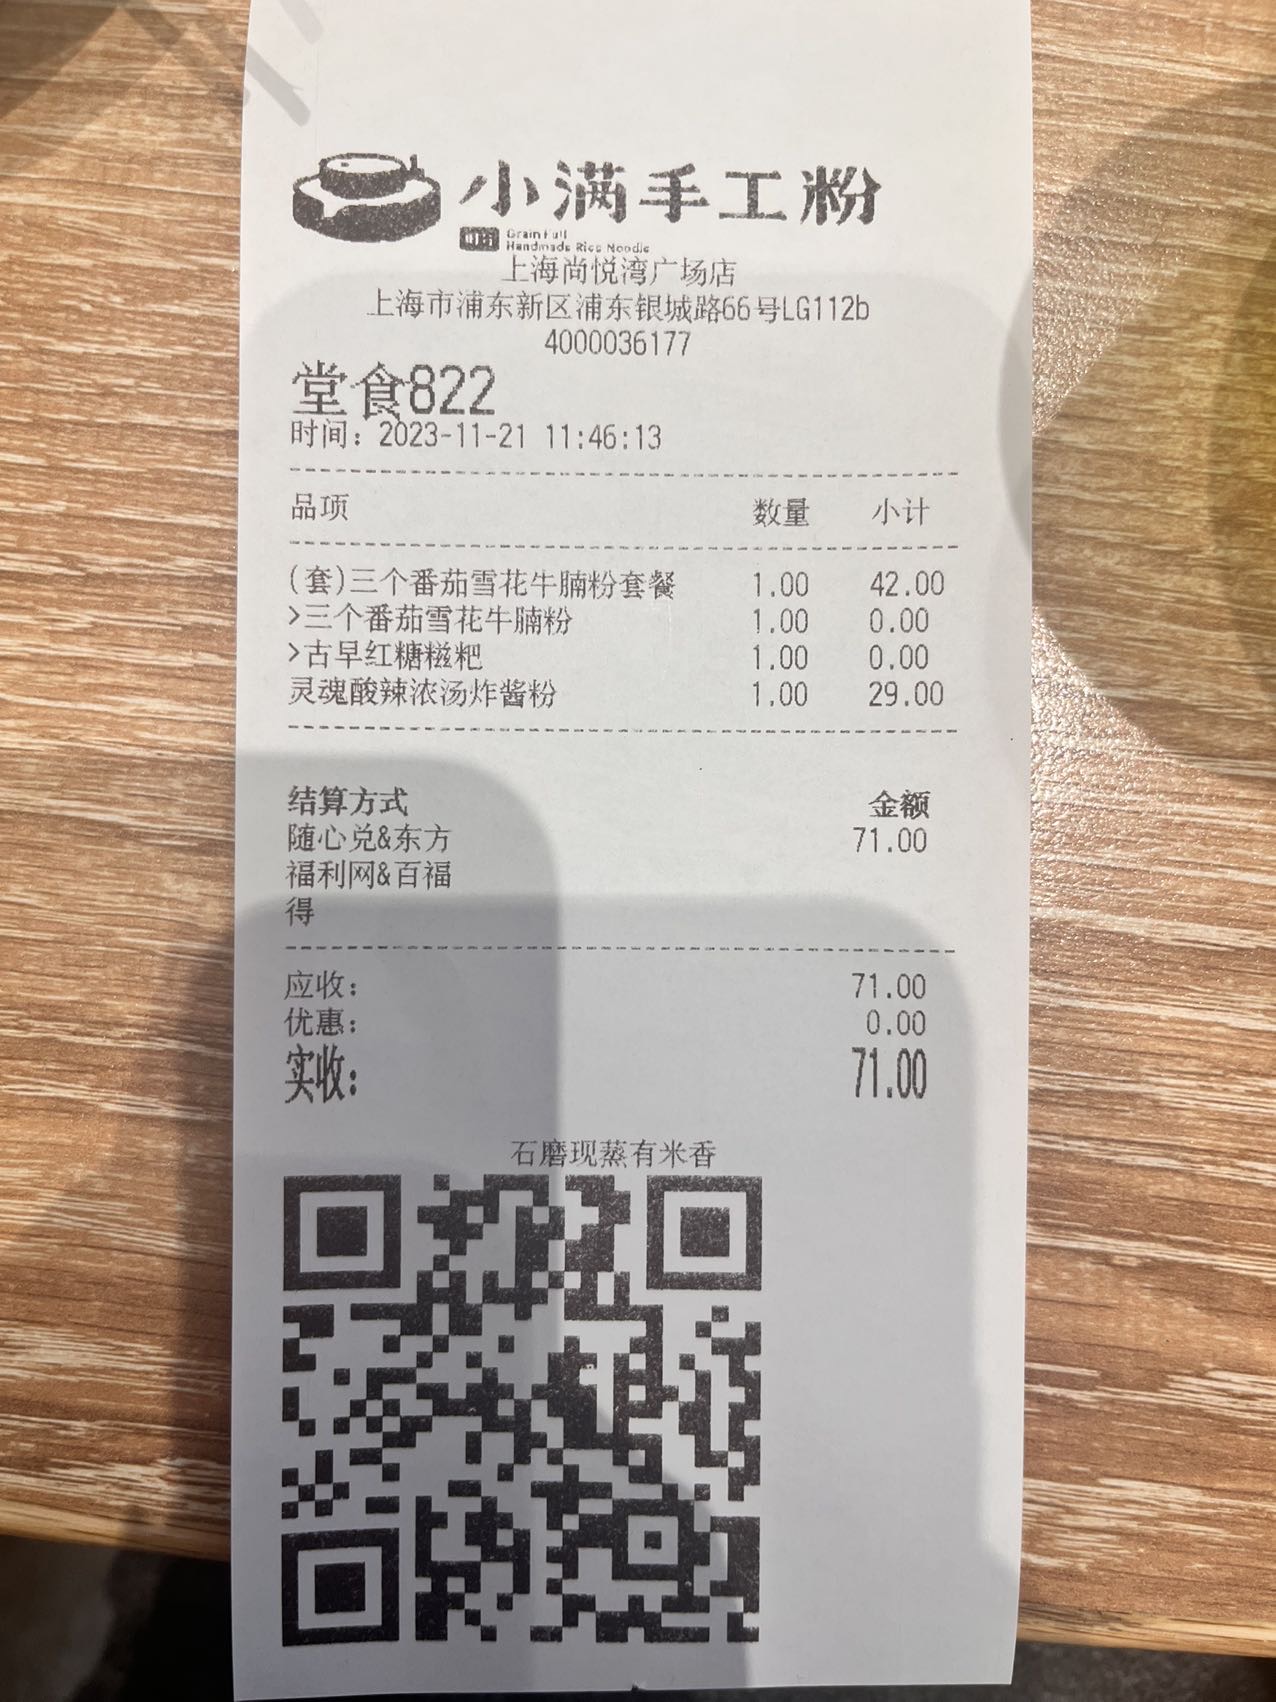 小满手工粉
Grain Full
Handmade Rice Noodle
上海尚悦湾广场店
上海市浦东新区浦东银城路66号LG112b
4000036177
堂食822
时间：2023-11-21 11:46:13
品项 数量 小计
(套)三个番茄雪花牛腩粉套餐 1.00 42.00
>三个番茄雪花牛腩粉 1.00 0.00
>古早红糖糍粑 1.00 0.00
灵魂酸辣浓汤炸酱粉 1.00 29.00
结算方式 金额
随心兑&东方 71.00
福利网&百福
得
应收： 71.00
优惠： 0.00
实收： 71.00
石磨现蒸有米香